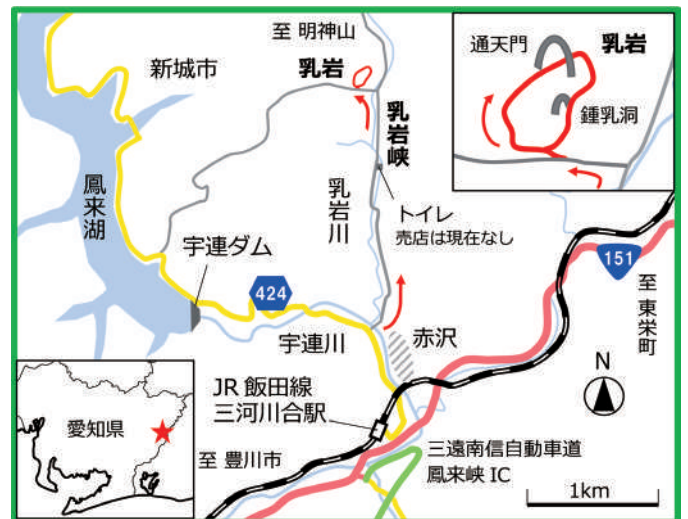 至 明神山
新城市
乳岩
通天門
乳岩
鍾乳洞
乳岩峡
鳳来湖
乳岩川
トイレ
売店は現在なし
宇連ダム
151
424
至 東栄町
宇連川
赤沢
N
JR 飯田線
三河川合駅
愛知県
至 豊川市
三遠南信自動車道
鳳来峡 IC
1km